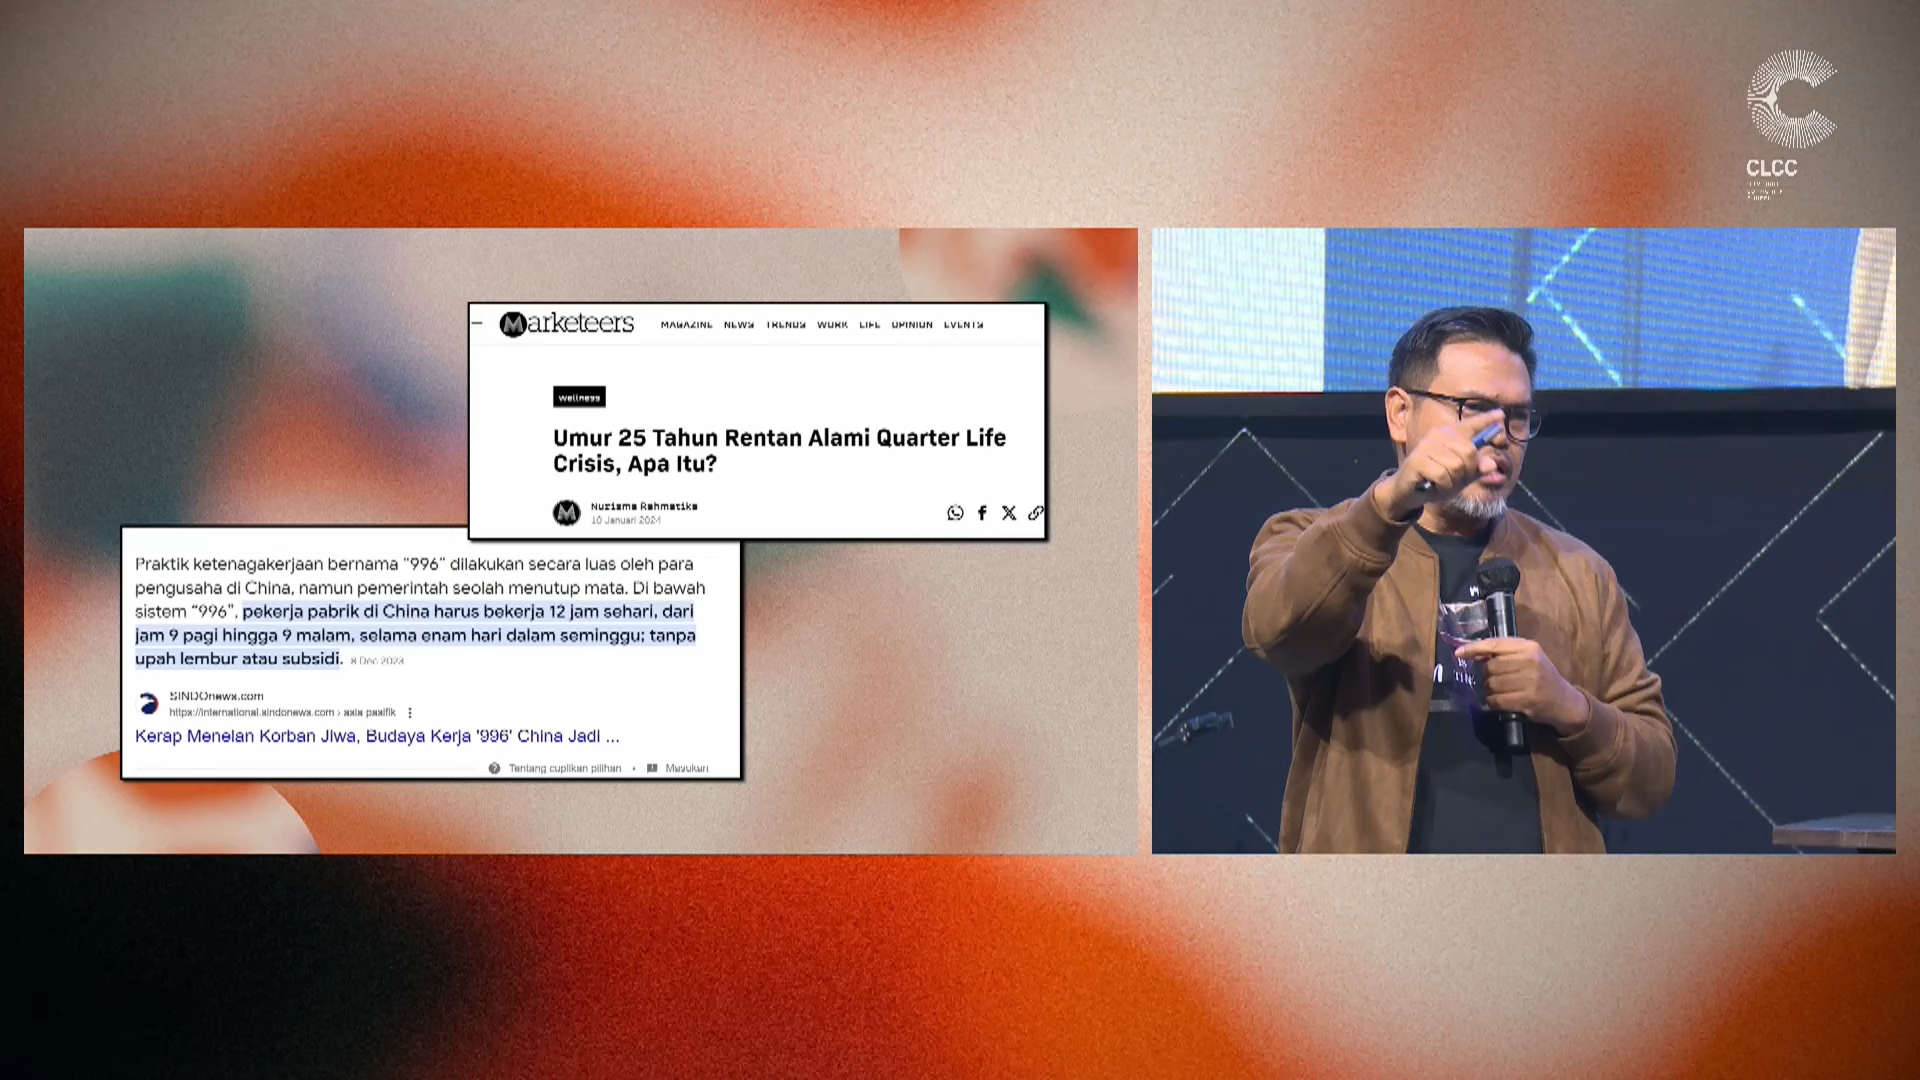 CLCC
Marketeers
MAGAZINE NEWS TRENDS WORK LIFE OPINION EVENTS
wellness
Umur 25 Tahun Rentan Alami Quarter Life
Crisis, Apa Itu?
Nurisma Rahmatika
10 Januari 2024
Praktik ketenagakerjaan bernama "996" dilakukan secara luas oleh para
pengusaha di China, namun pemerintah seolah menutup mata. Di bawah
sistem "996", pekerja pabrik di China harus bekerja 12 jam sehari, dari
jam 9 pagi hingga 9 malam, selama enam hari dalam seminggu; tanpa
upah lembur atau subsidi. 8 Dec 2023
SINDOnews.com
https://international.sindonews.com › asia pasifik
Kerap Menelan Korban Jiwa, Budaya Kerja '996' China Jadi ...
Tentang cuplikan pilihan • Masukan